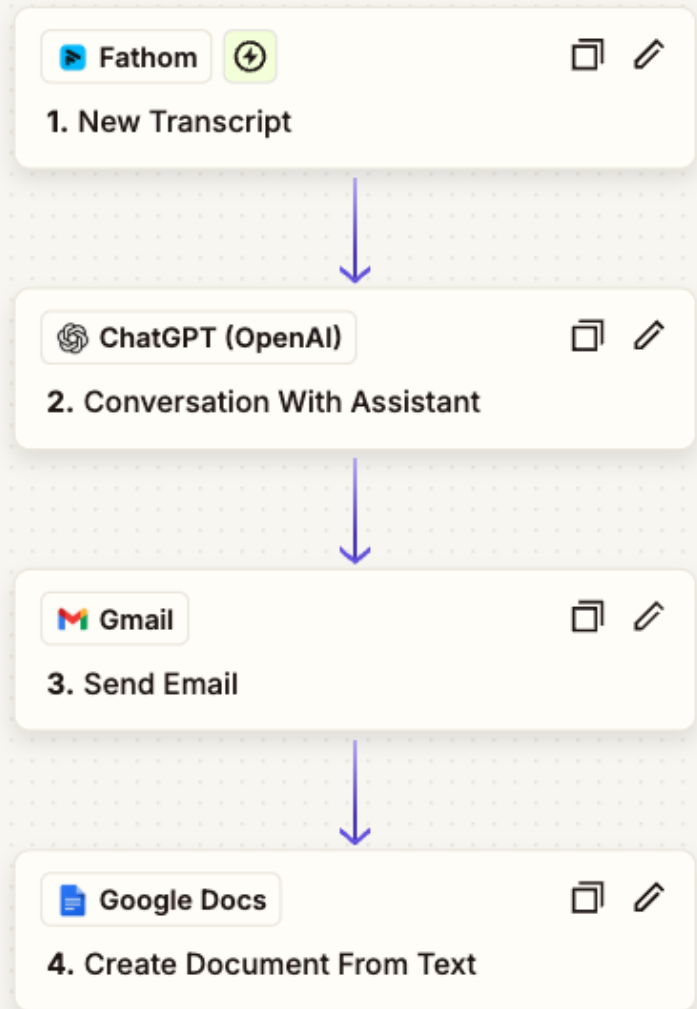 Fathom
1. New Transcript
ChatGPT (OpenAI)
2. Conversation With Assistant
Gmail
3. Send Email
Google Docs
4. Create Document From Text